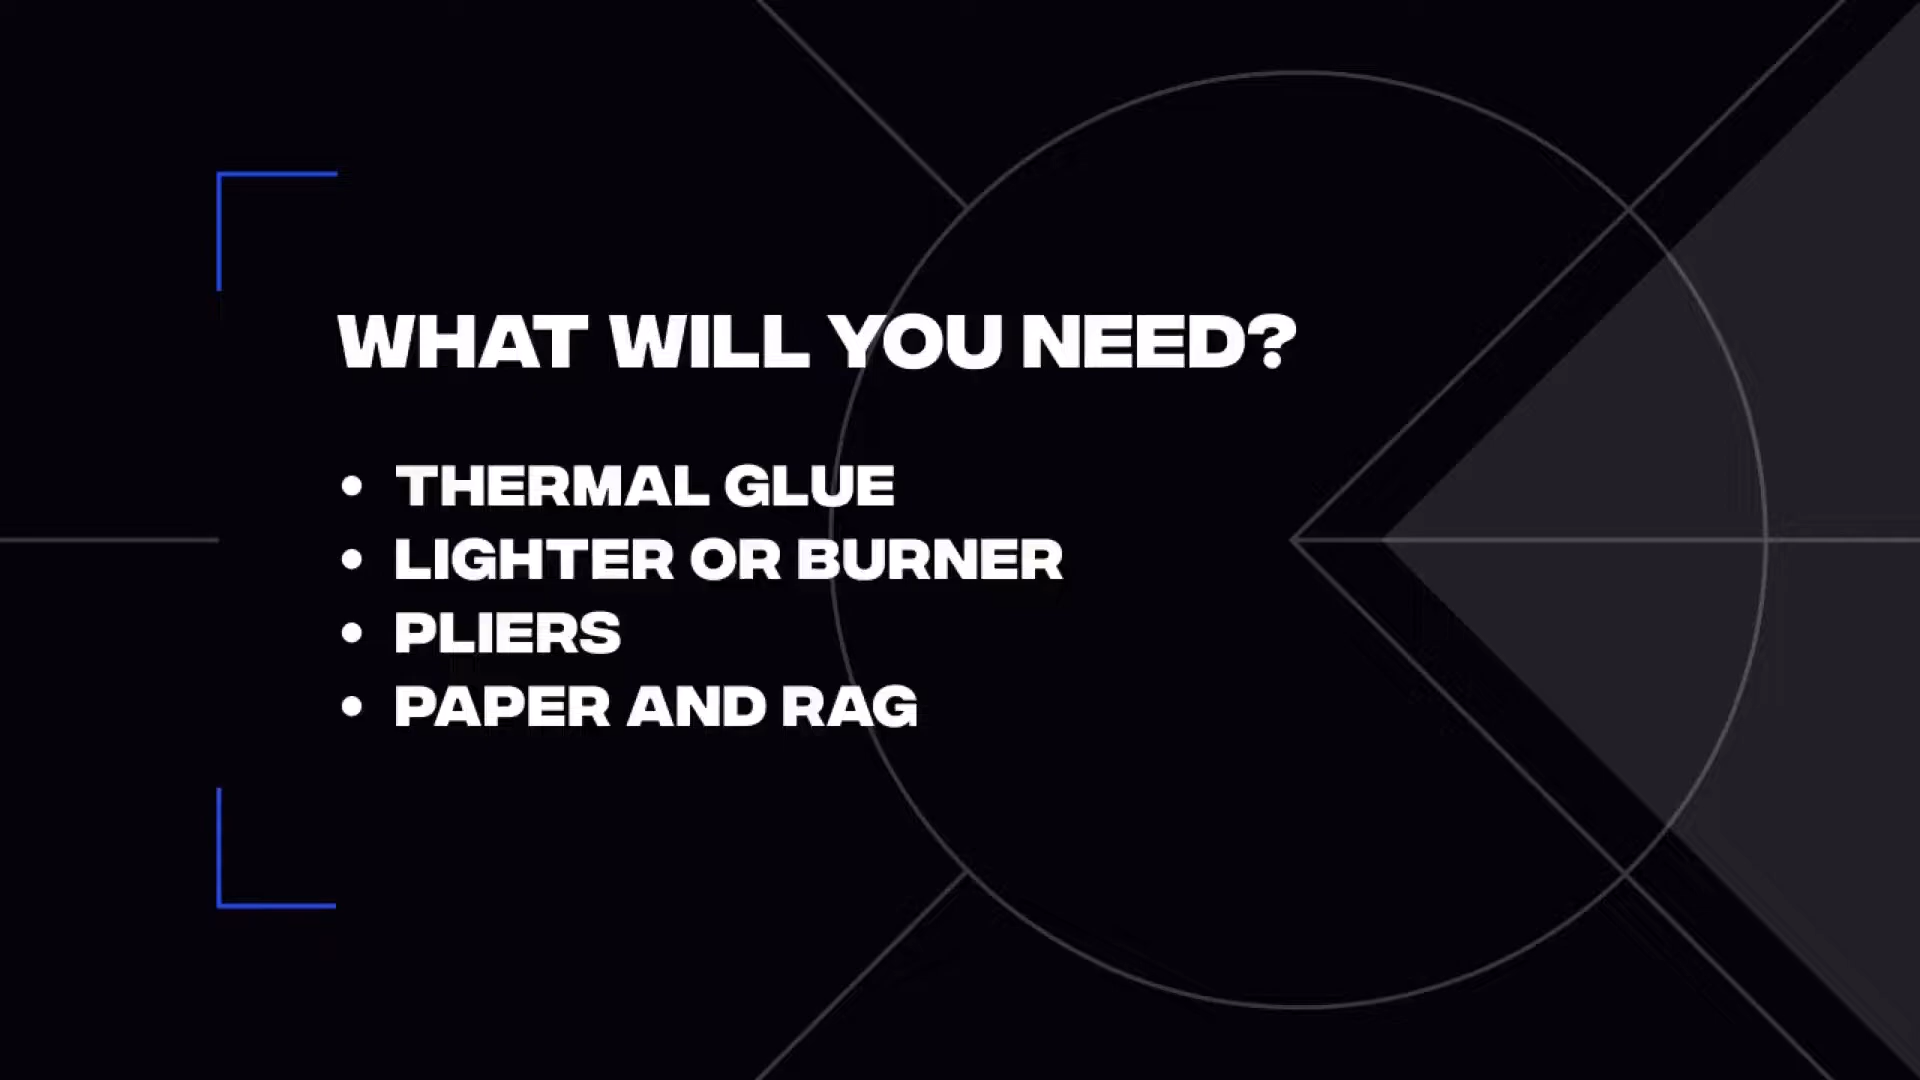 WHAT WILL YOU NEED?
• THERMAL GLUE
• LIGHTER OR BURNER
• PLIERS
• PAPER AND RAG